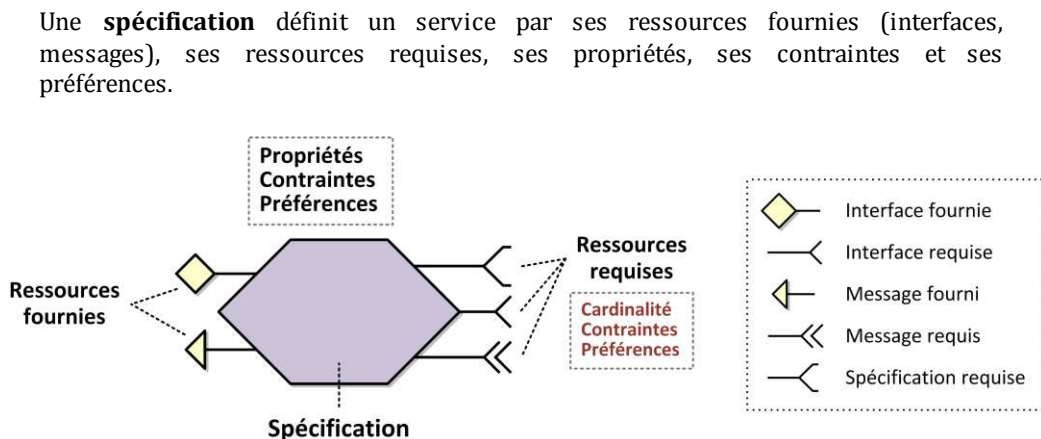 Une spécification définit un service par ses ressources fournies (interfaces,
messages), ses ressources requises, ses propriétés, ses contraintes et ses
préférences.
Propriétés
Contraintes
Préférences
Ressources
fournies
Ressources
requises
Cardinalité
Contraintes
Préférences
Spécification
Interface fournie
Interface requise
Message fourni
Message requis
Spécification requise